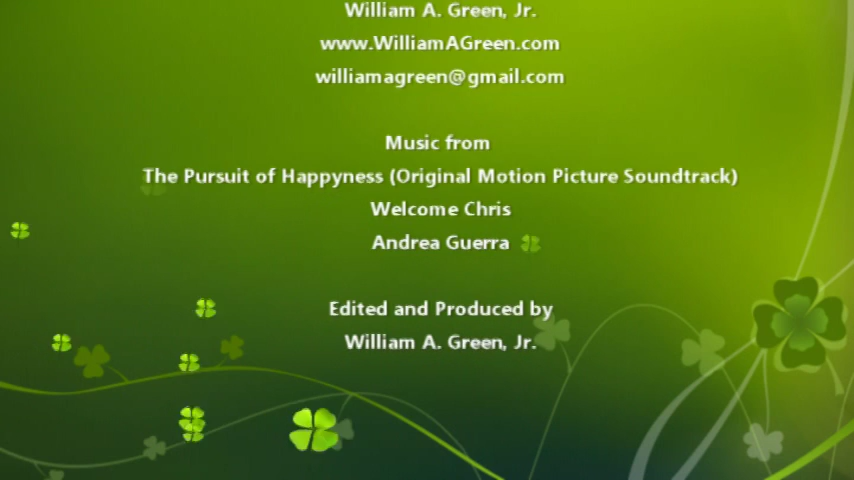 William A. Green, Jr.
www.WilliamAGreen.com
williamagreen@gmail.com
Music from
The Pursuit of Happyness (Original Motion Picture Soundtrack)
Welcome Chris
Andrea Guerra
Edited and Produced by
William A. Green, Jr.